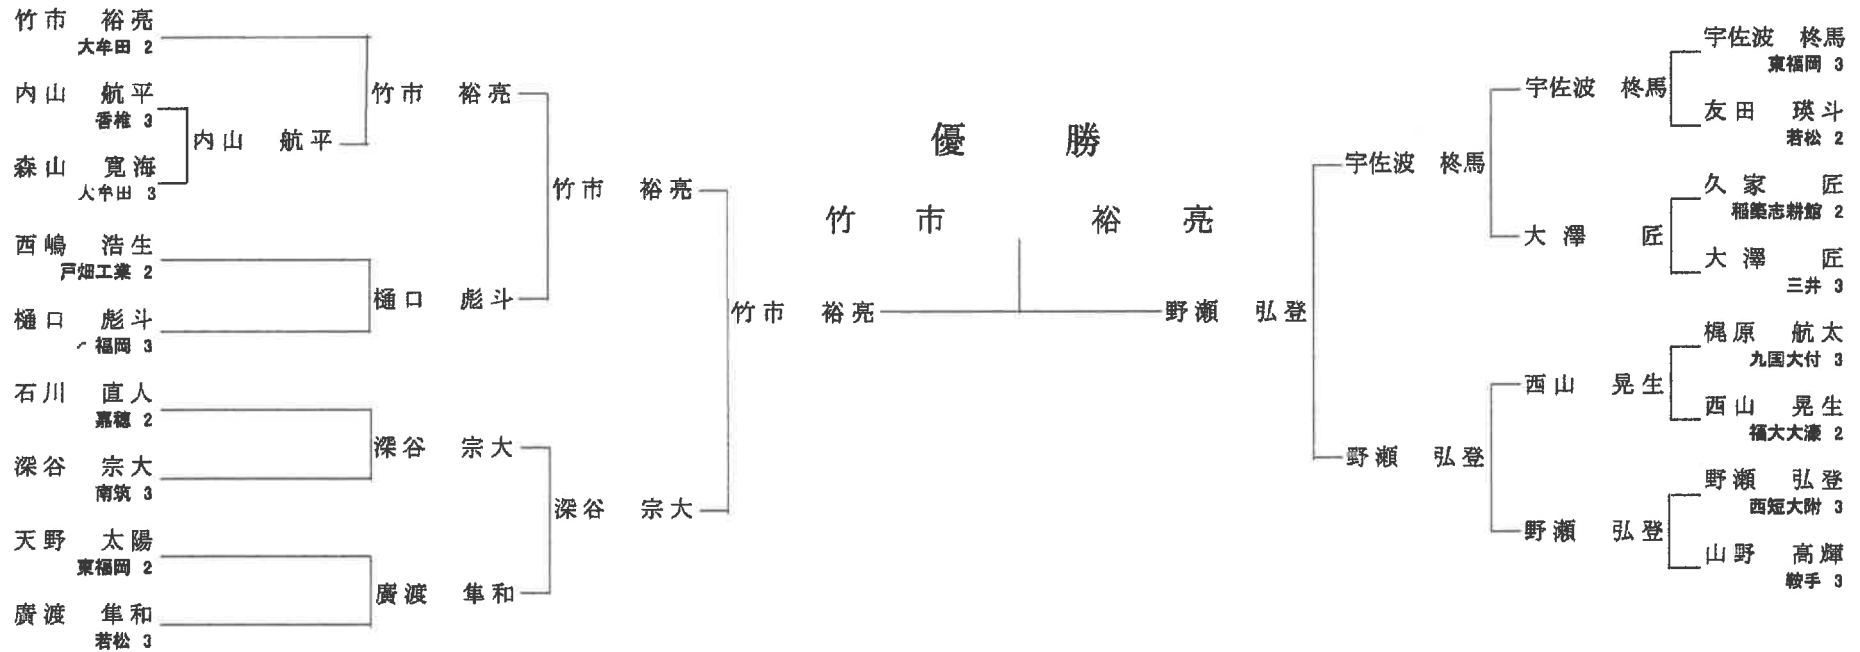 竹市 裕亮
大牟田 2
内山 航平
香椎 3
森山 寛海
大牟田 3
西嶋 浩生
戸畑工業 2
樋口 彪斗
福岡 3
石川 直人
嘉穂 2
深谷 宗大
南筑 3
天野 太陽
東福岡 2
廣渡 隼和
若松 3
内山 航平
竹市 裕亮
樋口 彪斗
深谷 宗大
廣渡 隼和
竹市 裕亮
深谷 宗大
竹市 裕亮
優 勝
竹 市 裕 亮
野瀬 弘登
宇佐波 柊馬
野瀬 弘登
宇佐波 柊馬
大澤 匠
西山 晃生
野瀬 弘登
宇佐波 柊馬
東福岡 3
友田 瑛斗
若松 2
久家 匠
稲築志耕館 2
大澤 匠
三井 3
梶原 航太
九国大付 3
西山 晃生
福大大濠 2
野瀬 弘登
西短大附 3
山野 高輝
鞍手 3